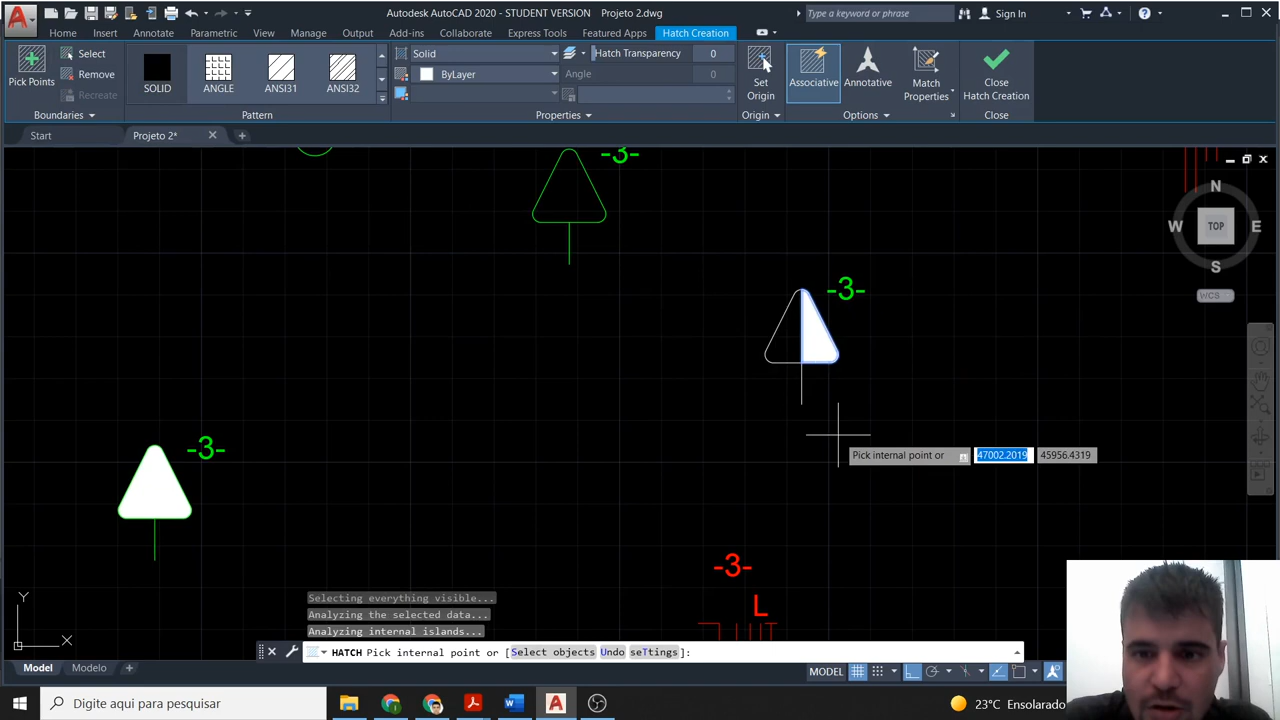 Autodesk AutoCAD 2020 - STUDENT VERSION Projeto 2.dwg
Type a keyword or phrase
Sign In
Home Insert Annotate Parametric View Manage Output Collaborate Express Tools Featured Apps Hatch Creation
Pick Points
Select
Remove
Recreate
Boundaries
SOLID ANGLE ANSI31 ANSI32
Pattern
Solid
ByLayer
Hatch Transparency 0
Angle 0
Properties
Set Origin
Origin
Associative
Annotative
Match Properties
Options
Close Hatch Creation
Close
Start Projeto 2*
-3-
N
W TOP E
S
WCS
-3-
-3-
Pick internal point or 47002.2019 45956.4319
-3-
L
Y
X
Selecting everything visible...
Analyzing the selected data...
Analyzing internal islands...
HATCH Pick internal point or [Select objects Undo seTtings]:
Model Modelo +
MODEL
Digite aqui para pesquisar
23°C Ensolarado